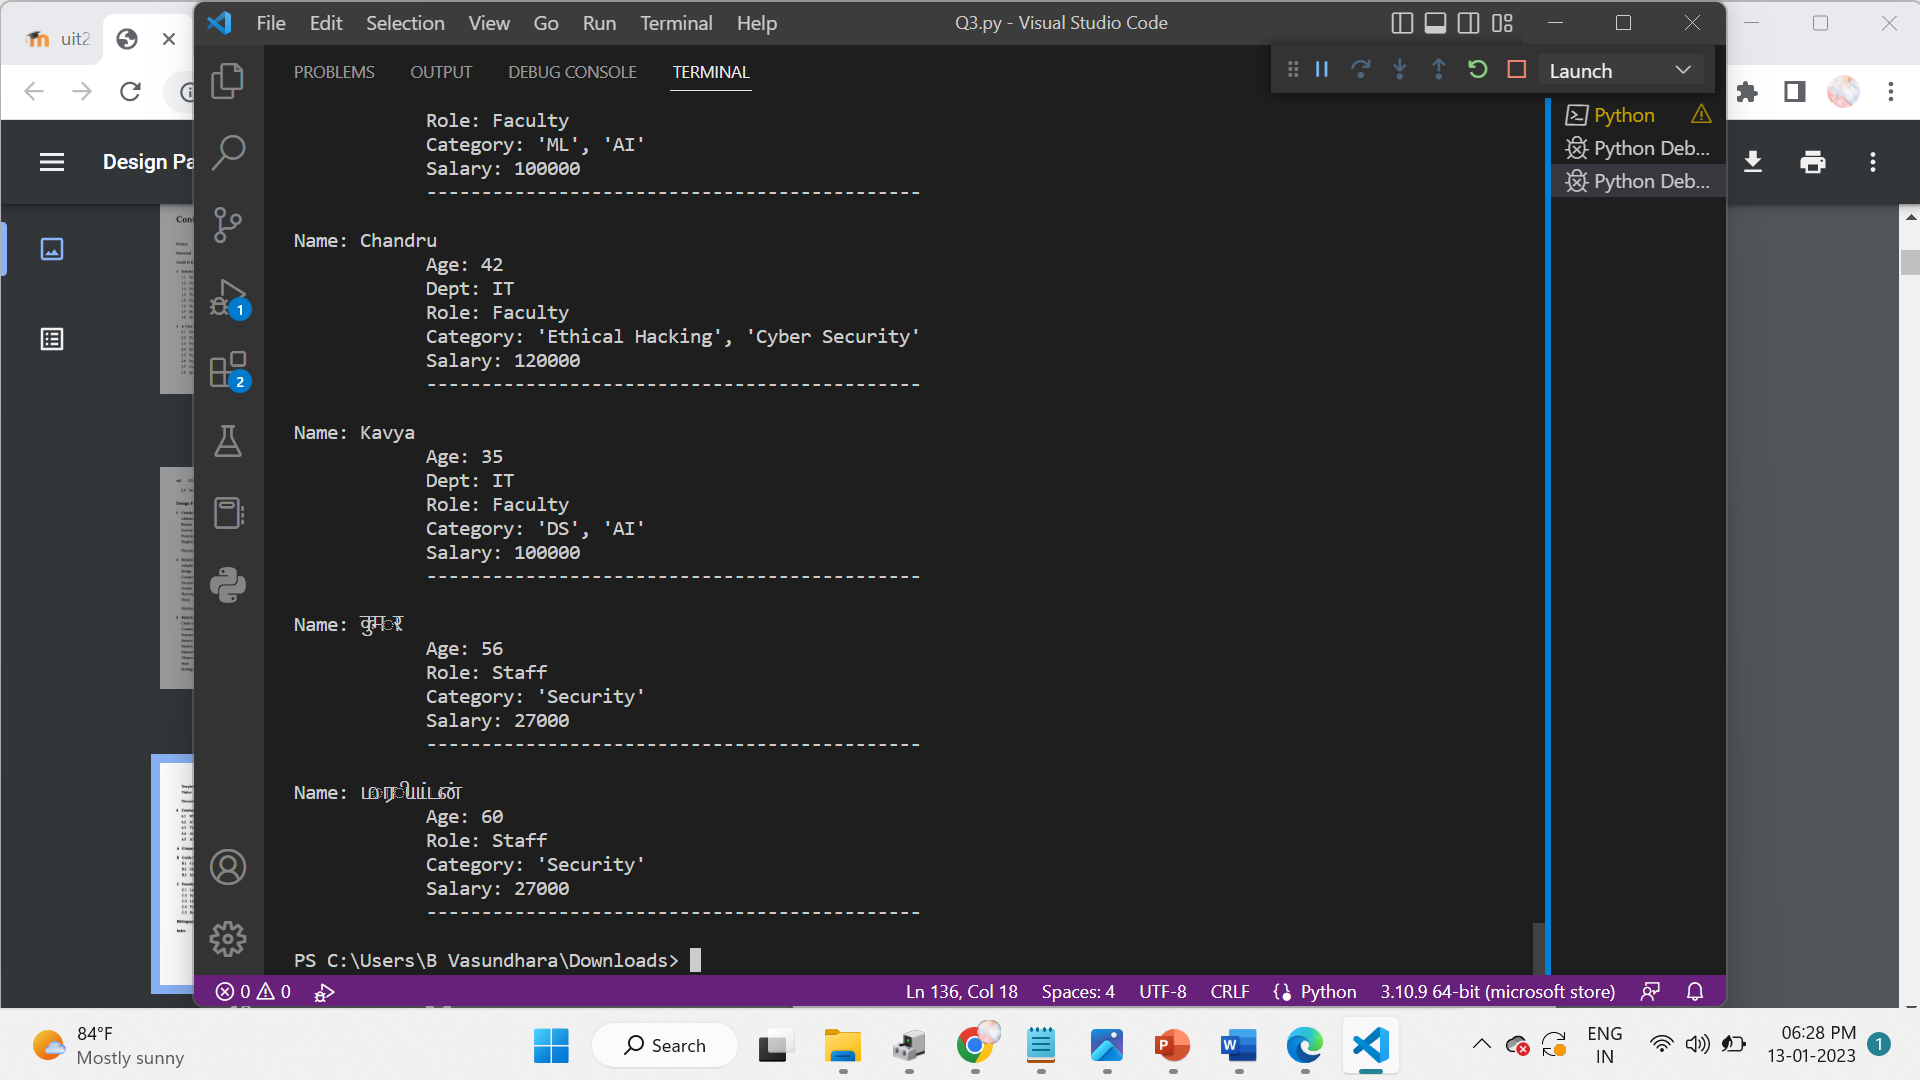 uit2
Design Pa
File Edit Selection View Go Run Terminal Help
Q3.py - Visual Studio Code
PROBLEMS OUTPUT DEBUG CONSOLE TERMINAL
Launch
Python
Python Deb...
Python Deb...
Role: Faculty
Category: 'ML', 'AI'
Salary: 100000
---------------------------------------------
Name: Chandru
Age: 42
Dept: IT
Role: Faculty
Category: 'Ethical Hacking', 'Cyber Security'
Salary: 120000
---------------------------------------------
Name: Kavya
Age: 35
Dept: IT
Role: Faculty
Category: 'DS', 'AI'
Salary: 100000
---------------------------------------------
Name: कुमार
Age: 56
Role: Staff
Category: 'Security'
Salary: 27000
---------------------------------------------
Name:
Age: 60
Role: Staff
Category: 'Security'
Salary: 27000
---------------------------------------------
PS C:\Users\B Vasundhara\Downloads>
1
2
0 0
Ln 136, Col 18 Spaces: 4 UTF-8 CRLF Python 3.10.9 64-bit (microsoft store)
84°F
Mostly sunny
Search
ENG
IN
06:28 PM
13-01-2023
1